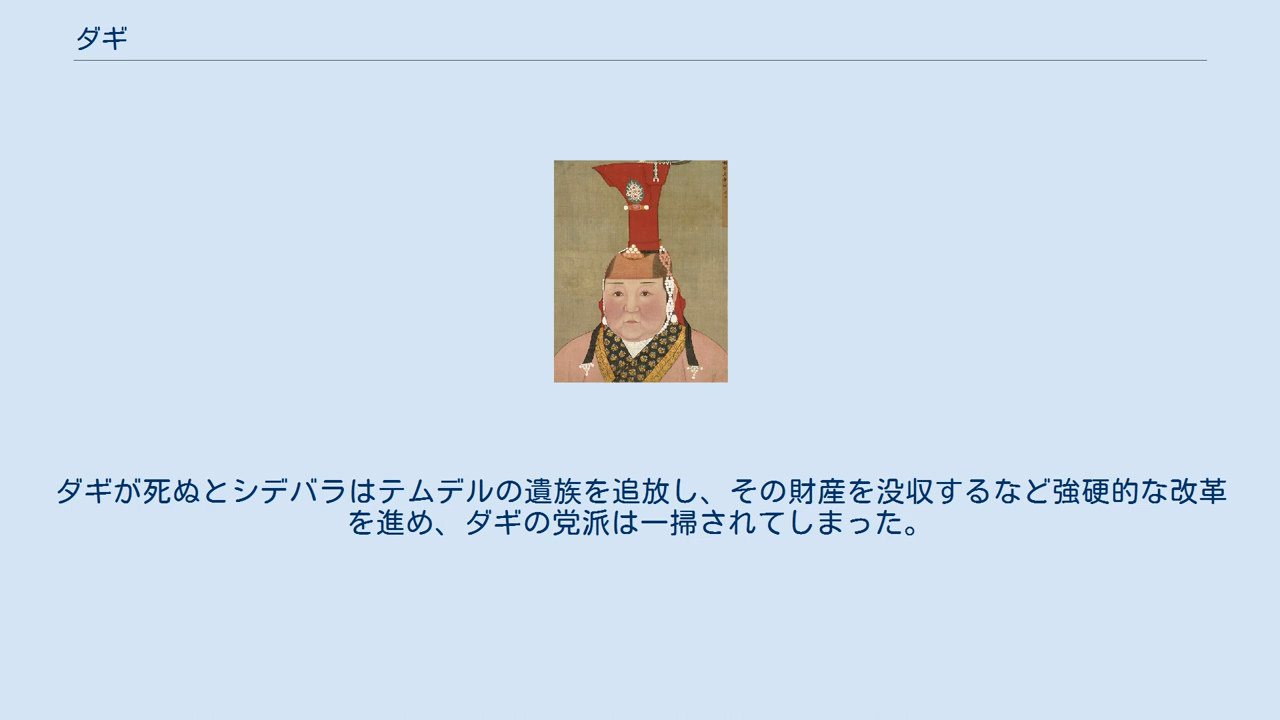 ダギ
ダギが死ぬとシデバラはテムデルの遺族を追放し、その財産を没収するなど強硬的な改革
を進め、ダギの党派は一掃されてしまった。